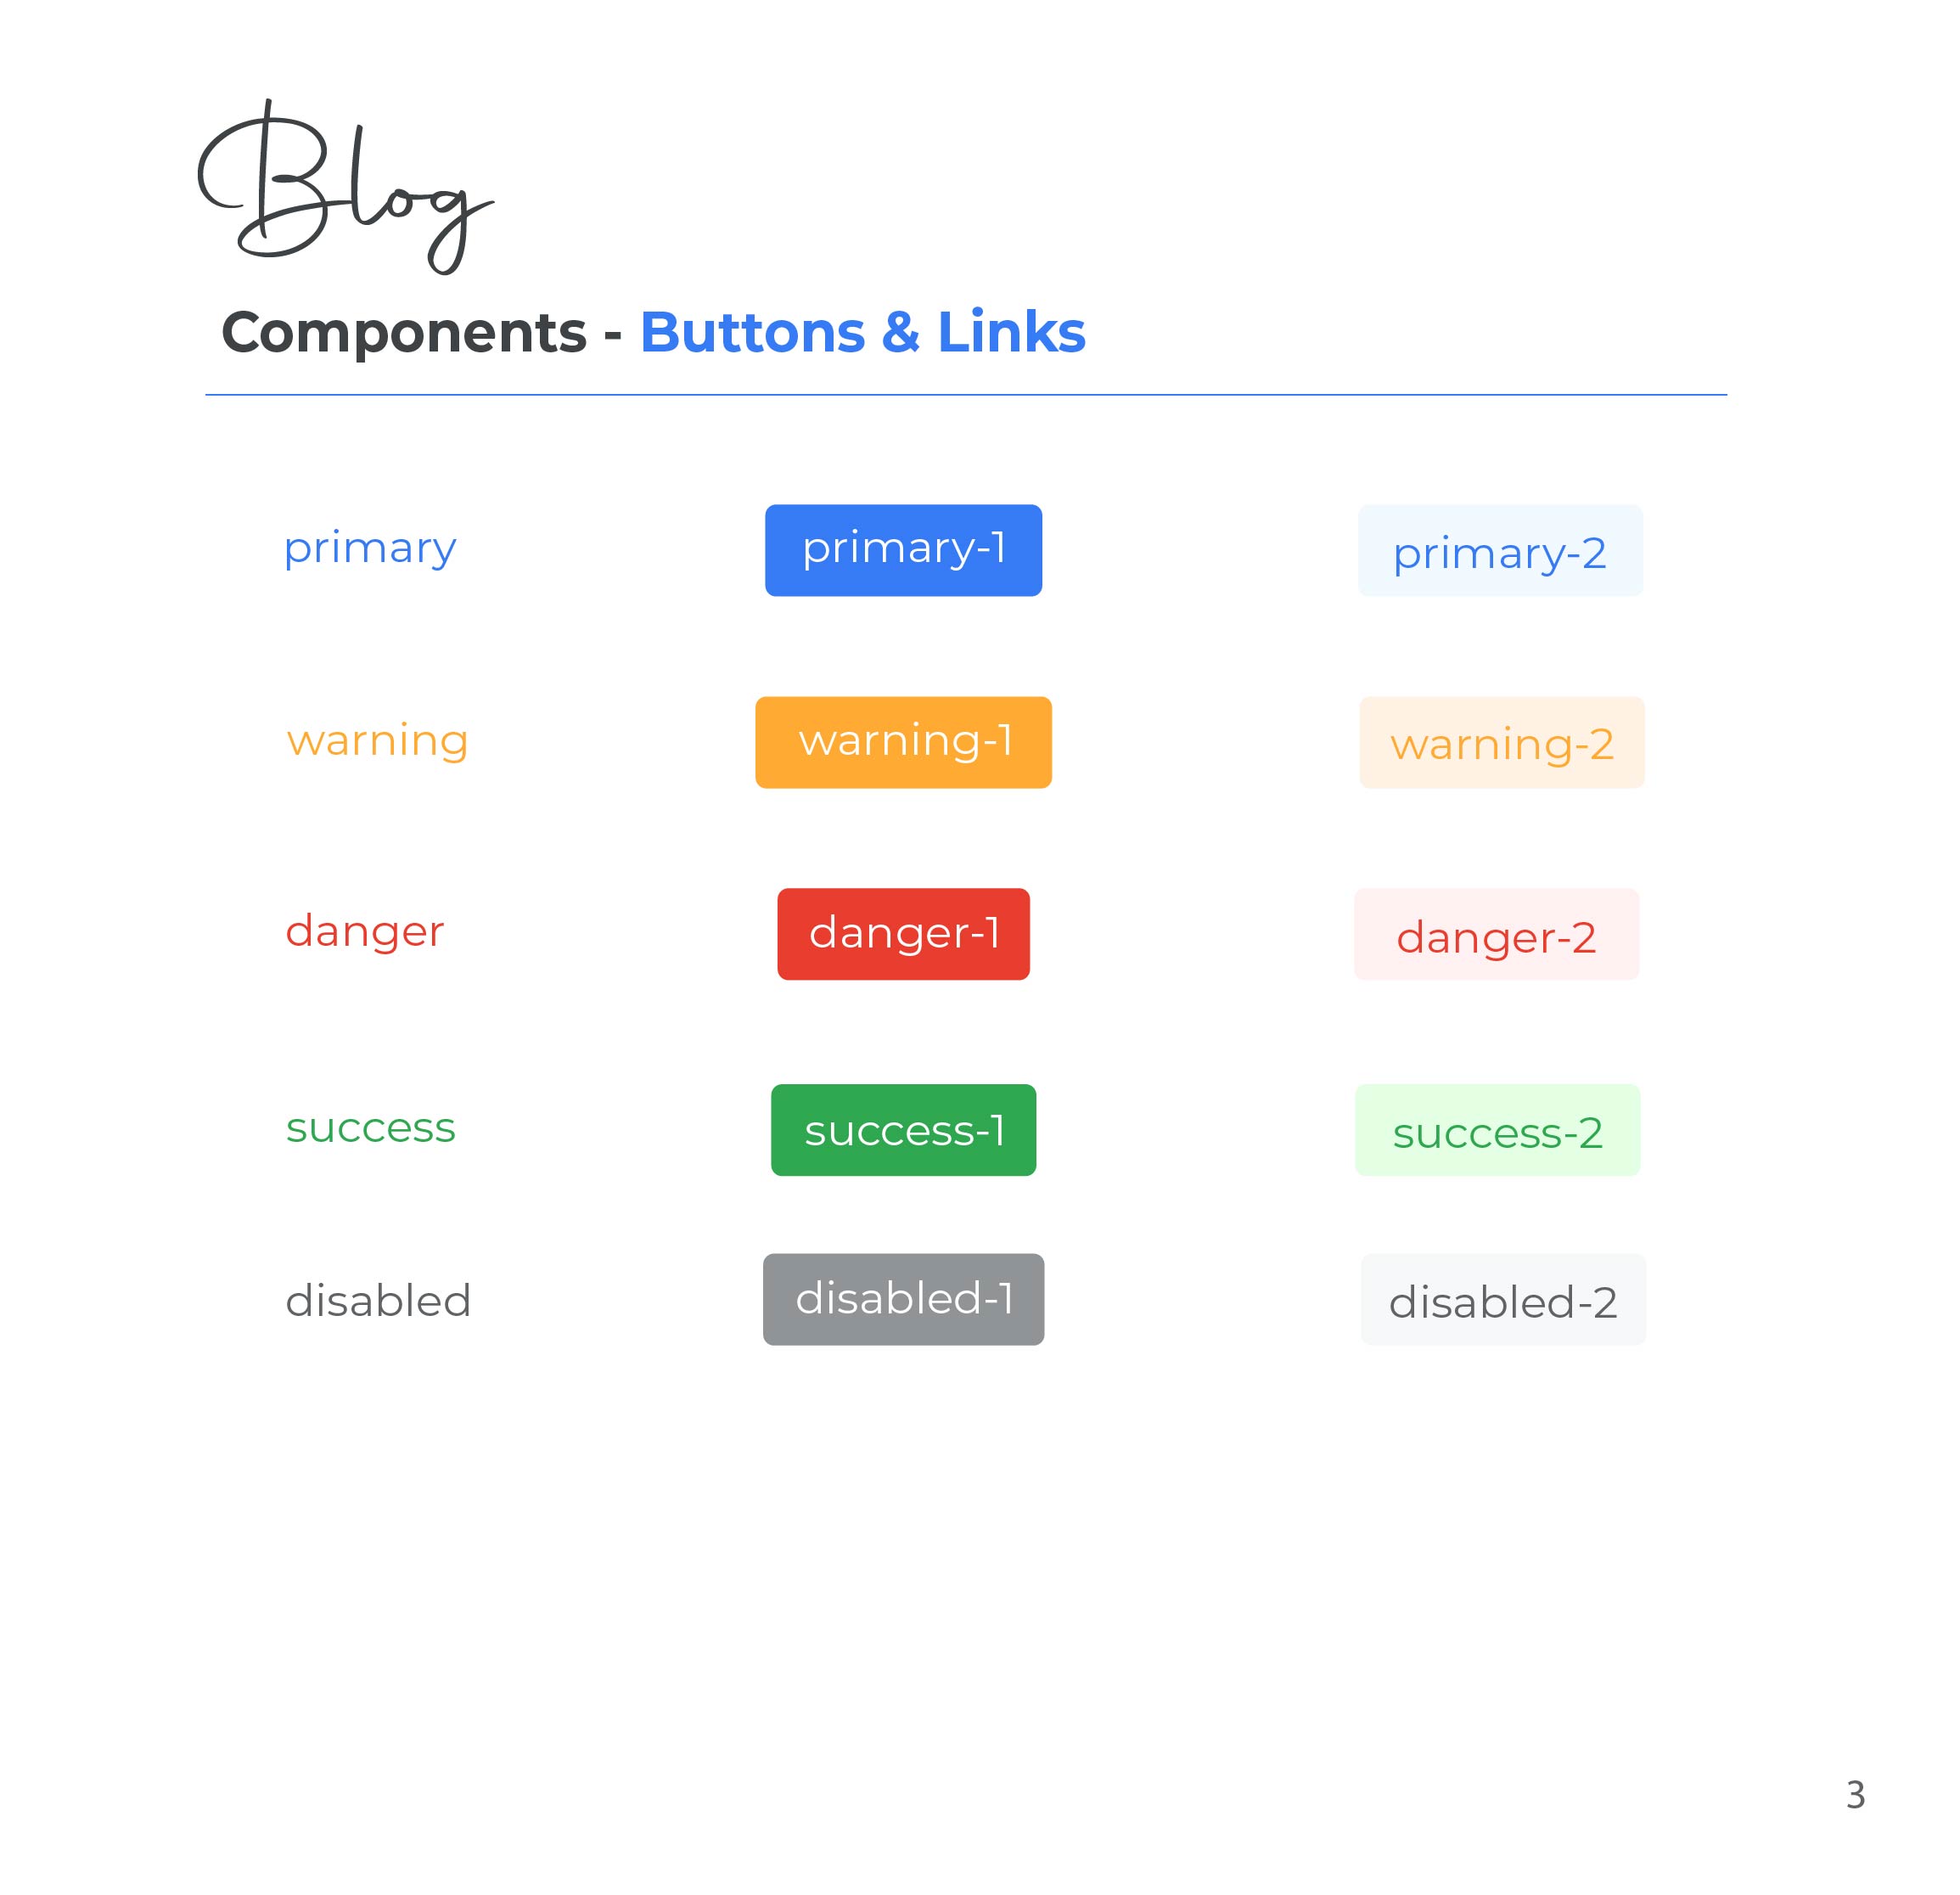 Blog
Components - Buttons & Links
primary primary-1 primary-2
warning warning-1 warning-2
danger danger-1 danger-2
success success-1 success-2
disabled disabled-1 disabled-2
3